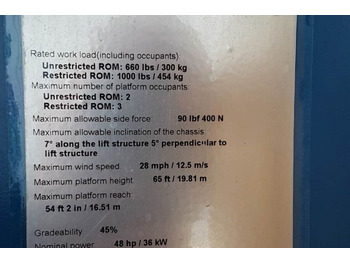 Rated work load(including occupants)
Unrestricted ROM: 660 lbs / 300 kg
Restricted ROM: 1000 lbs / 454 kg
Maximum number of platform occupants
Unrestricted ROM: 2
Restricted ROM: 3
Maximum allowable side force: 90 lbf 400 N
Maximum allowable inclination of the chassis:
7° along the lift structure 5° perpendicular to
lift structure
Maximum wind speed: 28 mph / 12.5 m/s
Maximum platform height: 65 ft / 19.81 m
Maximum platform reach:
54 ft 2 in / 16.51 m
Gradeability: 45%
Nominal power: 48 hp / 36 kW